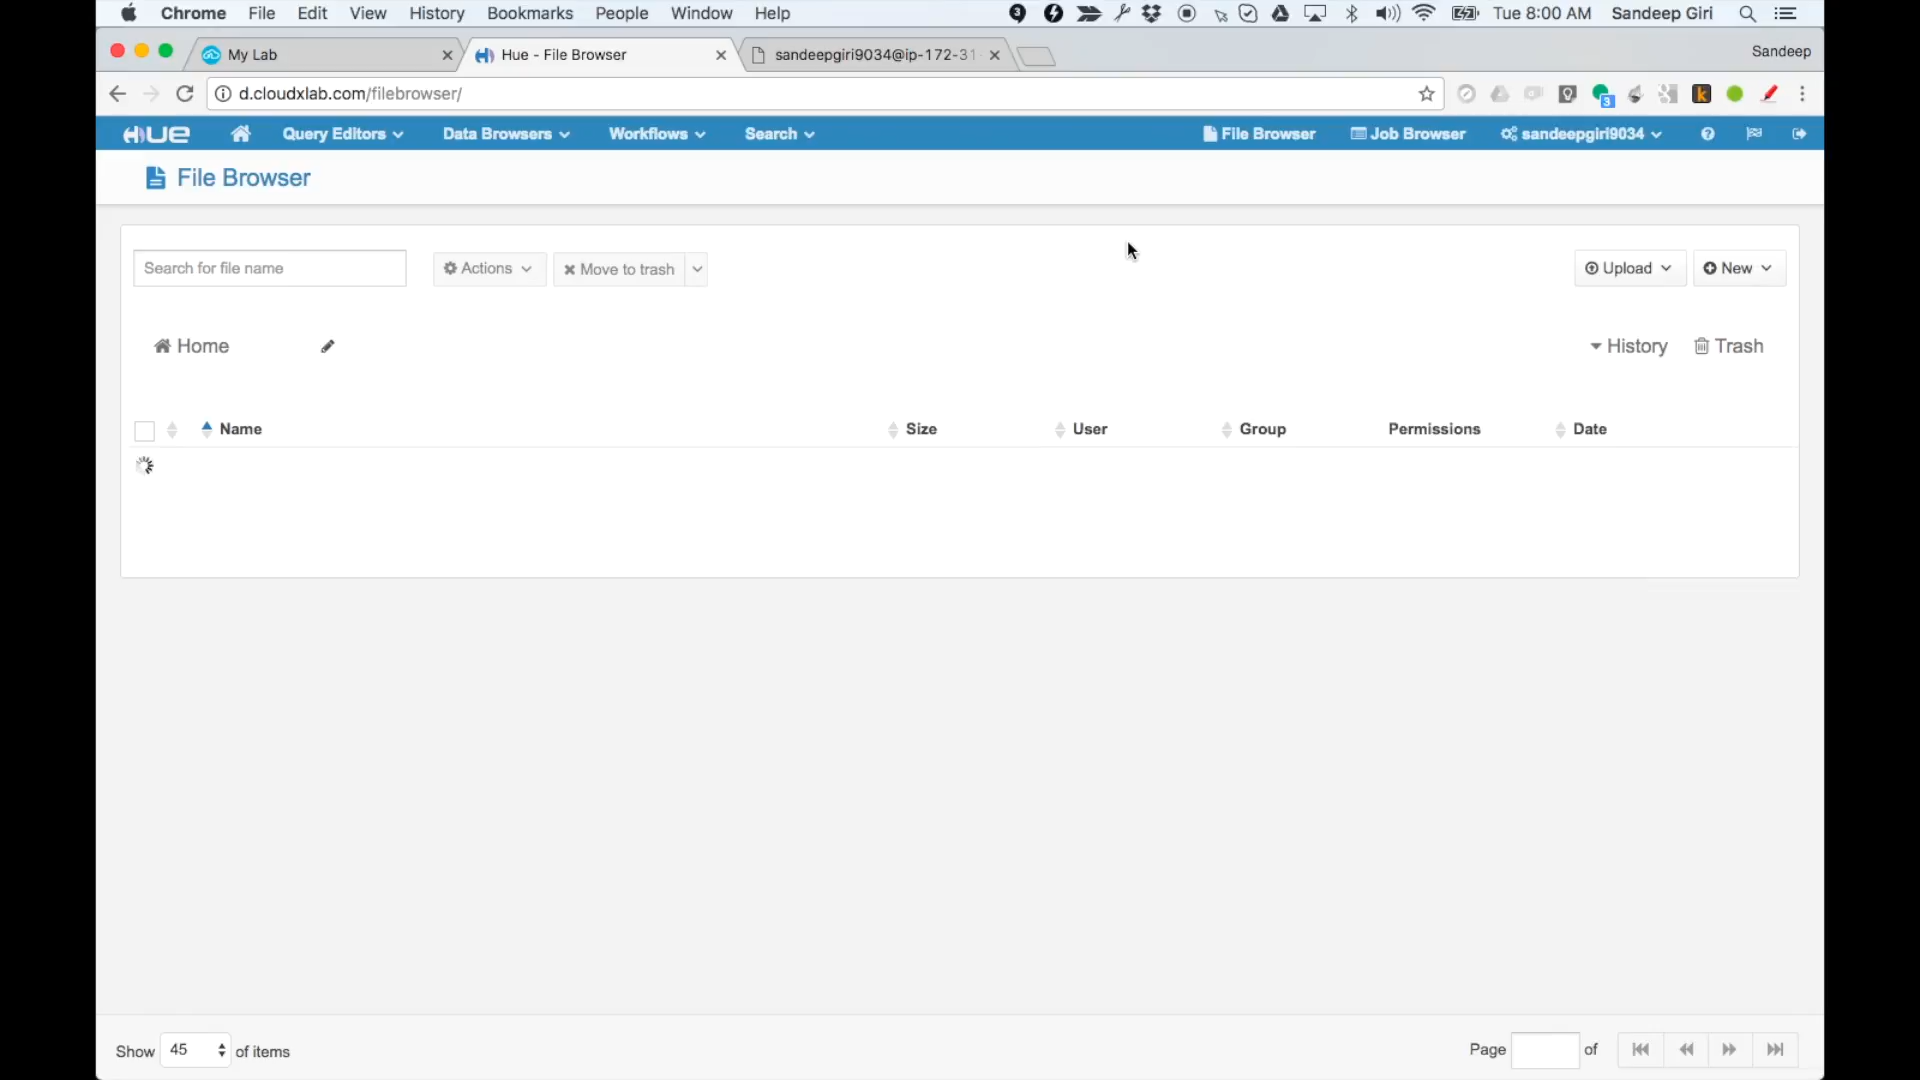 Chrome File Edit View History Bookmarks People Window Help Tue 8:00 AM Sandeep Giri
My Lab Hue - File Browser sandeepgiri9034@ip-172-31- Sandeep
d.cloudxlab.com/filebrowser/
HUE Query Editors Data Browsers Workflows Search File Browser Job Browser sandeepgiri9034
File Browser
Search for file name Actions Move to trash Upload New
Home History Trash
Name Size User Group Permissions Date
Show 45 of items Page of